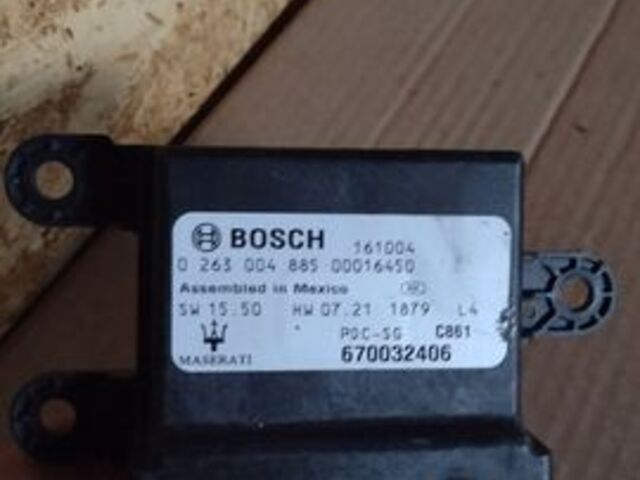 BOSCH 161004
0 263 004 885 00016450
Assembled in Mexico
SW 15.50 HW 07.21 1879 L4
PDC-SG C861
MASERATI 670032406